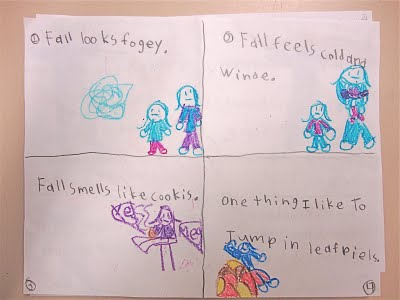 1 Fall looks fogey.
2 Fall feels cold and
Winde.
Fall smells like cookis.
3
one thing I like To
Jump in leafpiels.
4